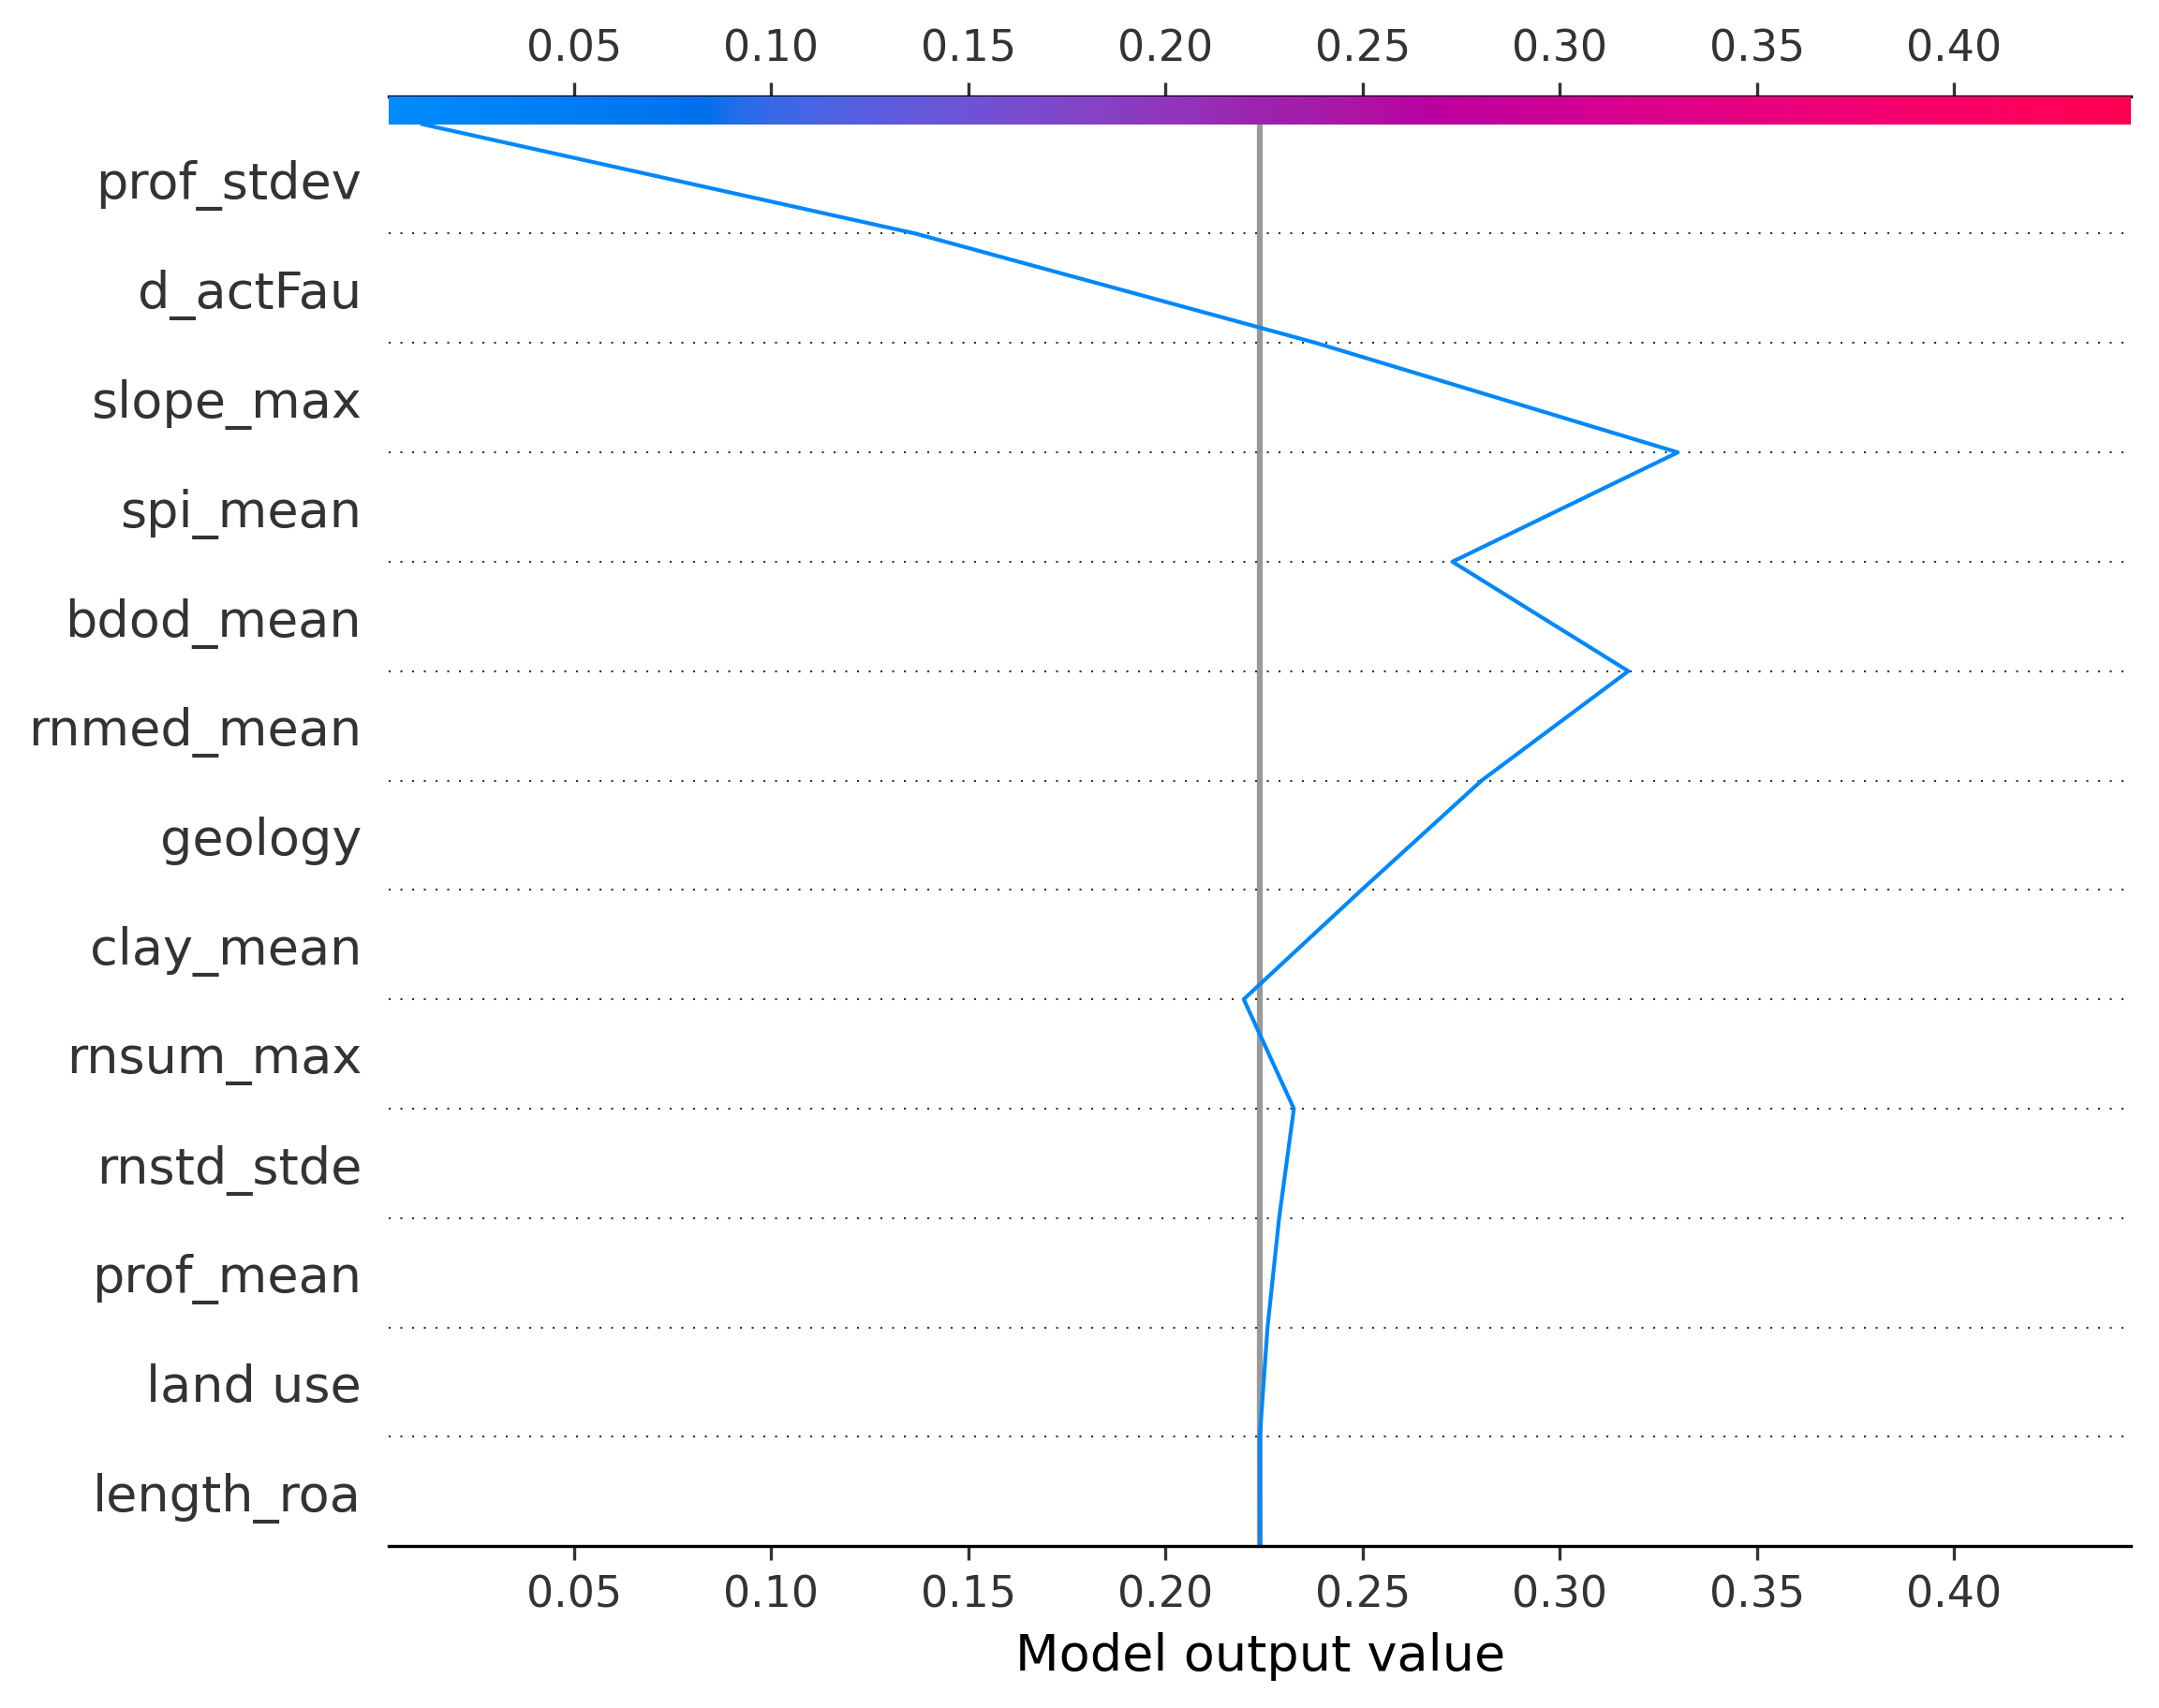 0.05 0.10 0.15 0.20 0.25 0.30 0.35 0.40
prof_stdev
d_actFau
slope_max
spi_mean
bdod_mean
rnmed_mean
geology
clay_mean
rnsum_max
rnstd_stde
prof_mean
land use
length_roa
0.05 0.10 0.15 0.20 0.25 0.30 0.35 0.40
Model output value